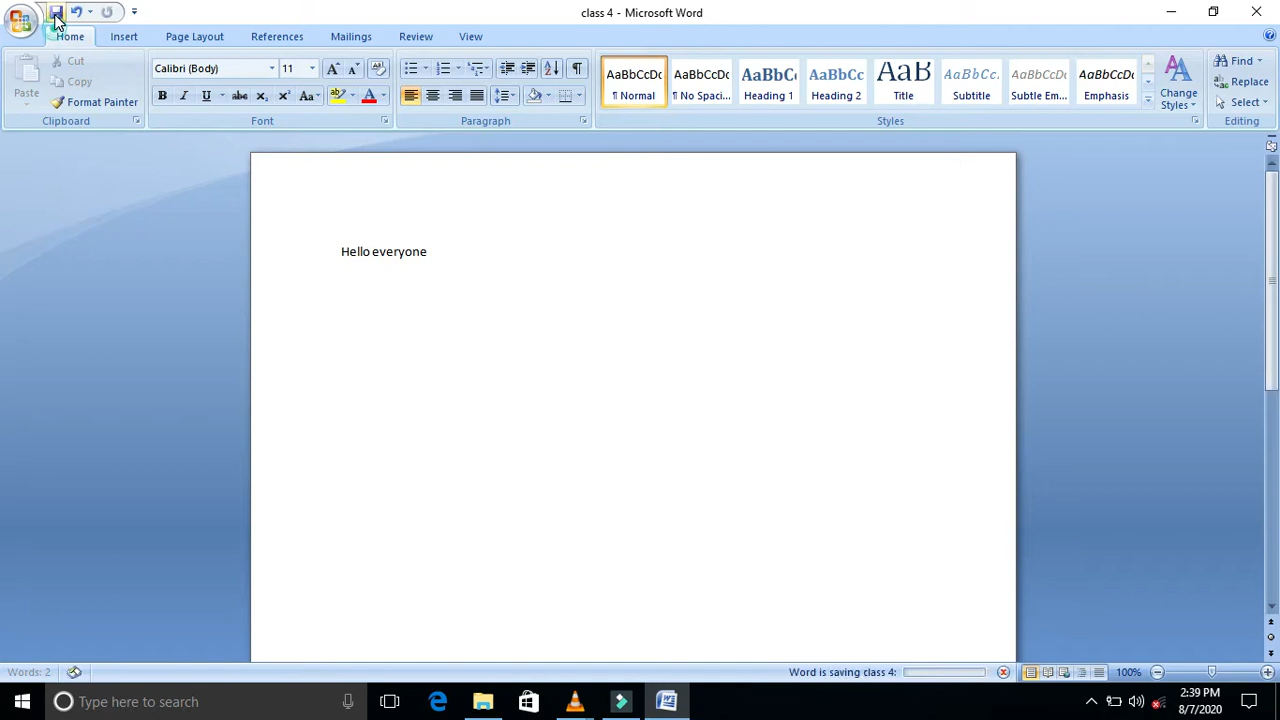 class 4 - Microsoft Word
Home Insert Page Layout References Mailings Review View
Paste
Cut
Copy
Format Painter
Clipboard
Calibri (Body) 11
Font
Paragraph
AaBbCcDc AaBbCcDc AaBbCc AaBbCc AaB AaBbCc. AaBbCcDc AaBbCcDc
¶ Normal ¶ No Spaci... Heading 1 Heading 2 Title Subtitle Subtle Em... Emphasis
Change
Styles
Styles
Find
Replace
Select
Editing
Hello everyone
Words: 2
Word is saving class 4:
100%
Type here to search
2:39 PM
8/7/2020